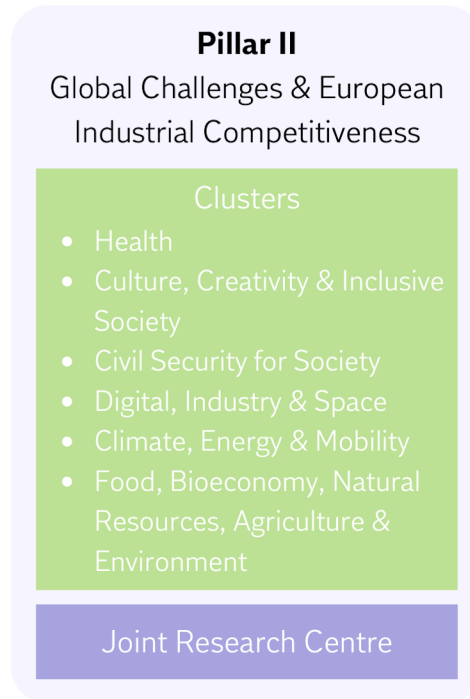 Pillar II
Global Challenges & European
Industrial Competitiveness
Clusters
• Health
• Culture, Creativity & Inclusive
Society
• Civil Security for Society
• Digital, Industry & Space
• Climate, Energy & Mobility
• Food, Bioeconomy, Natural
Resources, Agriculture &
Environment
Joint Research Centre